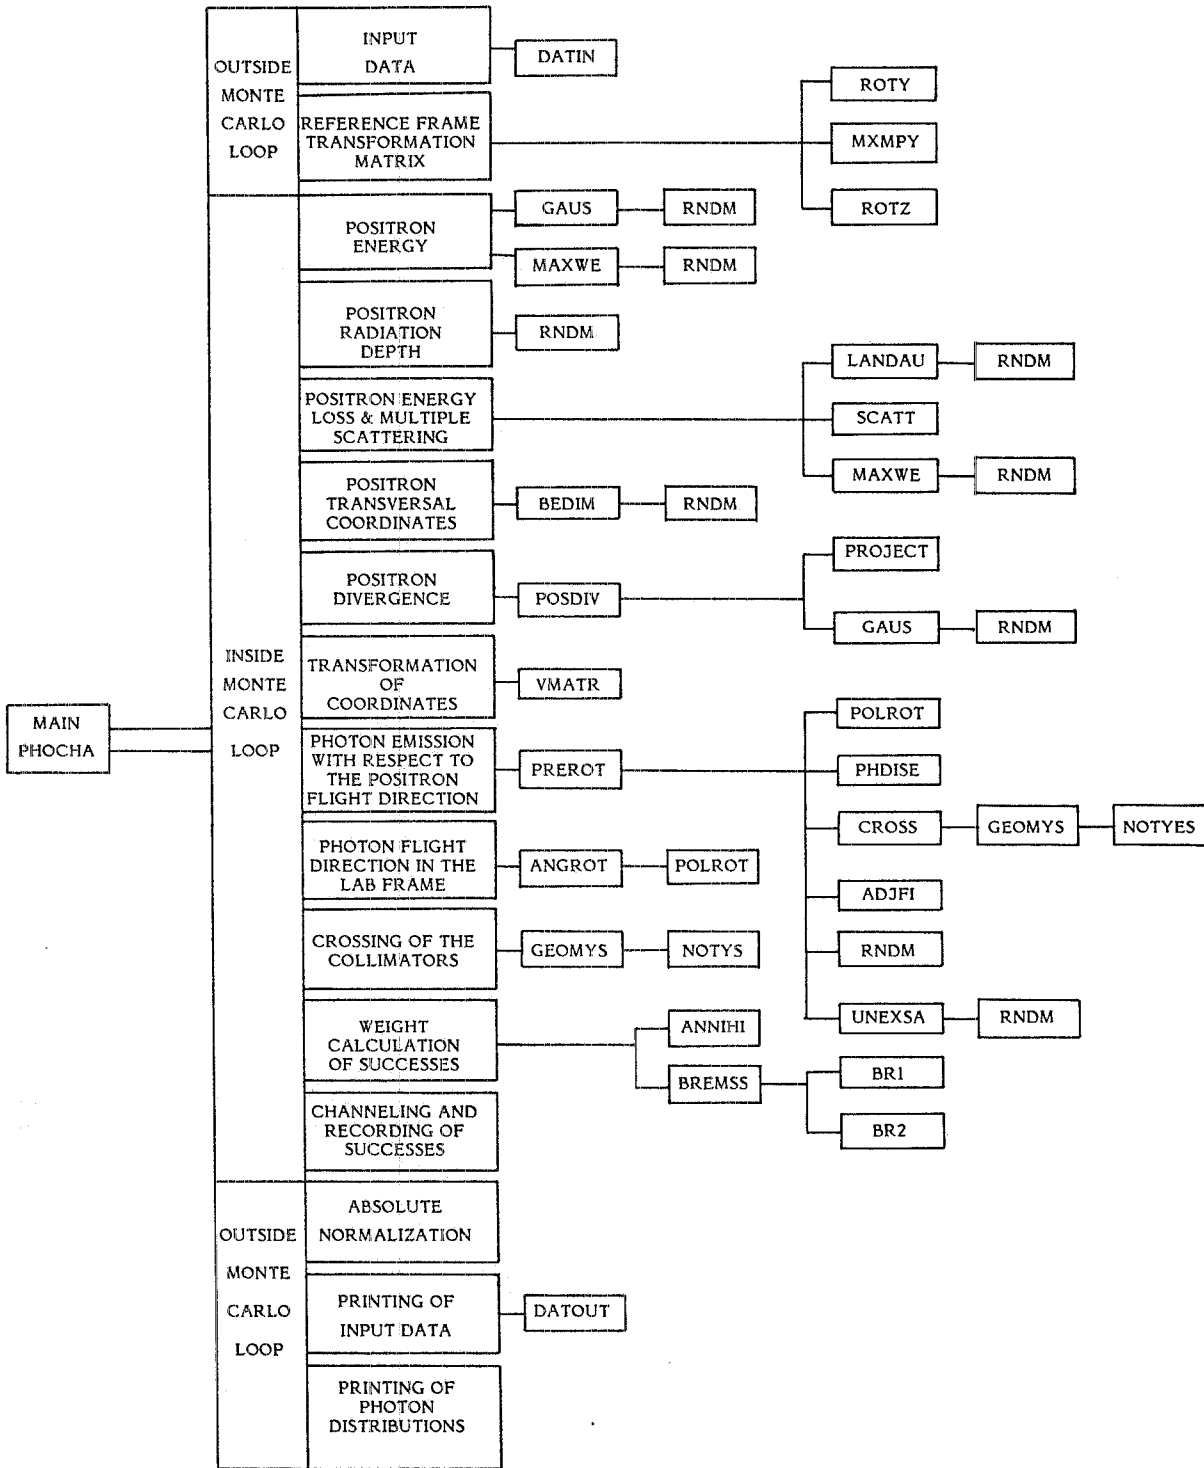 MAIN
PHOCHA
OUTSIDE
MONTE
CARLO
LOOP
INPUT
DATA
DATIN
REFERENCE FRAME
TRANSFORMATION
MATRIX
ROTY
MXMPY
ROTZ
INSIDE
MONTE
CARLO
LOOP
POSITRON
ENERGY
GAUS
RNDM
MAXWE
RNDM
POSITRON
RADIATION
DEPTH
RNDM
POSITRON ENERGY
LOSS & MULTIPLE
SCATTERING
LANDAU
RNDM
SCATT
MAXWE
RNDM
POSITRON
TRANSVERSAL
COORDINATES
BEDIM
RNDM
POSITRON
DIVERGENCE
POSDIV
PROJECT
GAUS
RNDM
TRANSFORMATION
OF
COORDINATES
VMATR
PHOTON EMISSION
WITH RESPECT TO
THE POSITRON
FLIGHT DIRECTION
PREROT
POLROT
PHDISE
CROSS
GEOMYS
NOTYES
ADJFI
RNDM
UNEXSA
RNDM
PHOTON FLIGHT
DIRECTION IN THE
LAB FRAME
ANGROT
POLROT
CROSSING OF THE
COLLIMATORS
GEOMYS
NOTYS
WEIGHT
CALCULATION
OF SUCCESSES
ANNIHI
BREMSS
BR1
BR2
CHANNELING AND
RECORDING OF
SUCCESSES
OUTSIDE
MONTE
CARLO
LOOP
ABSOLUTE
NORMALIZATION
PRINTING OF
INPUT DATA
DATOUT
PRINTING OF
PHOTON
DISTRIBUTIONS